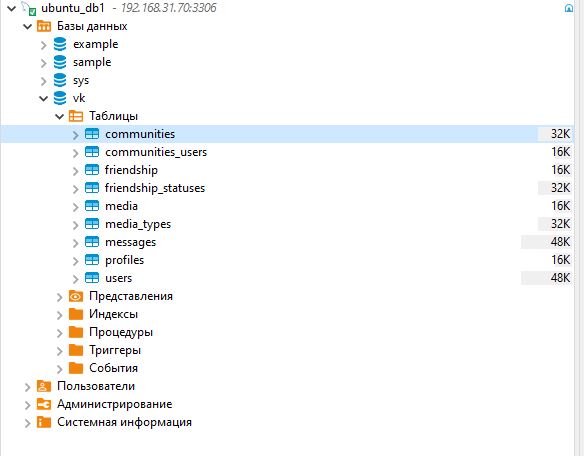 ubuntu_db1 - 192.168.31.70:3306
Базы данных
example
sample
sys
vk
Таблицы
communities 32K
communities_users 16K
friendship 16K
friendship_statuses 32K
media 16K
media_types 32K
messages 48K
profiles 16K
users 48K
Представления
Индексы
Процедуры
Триггеры
События
Пользователи
Администрирование
Системная информация